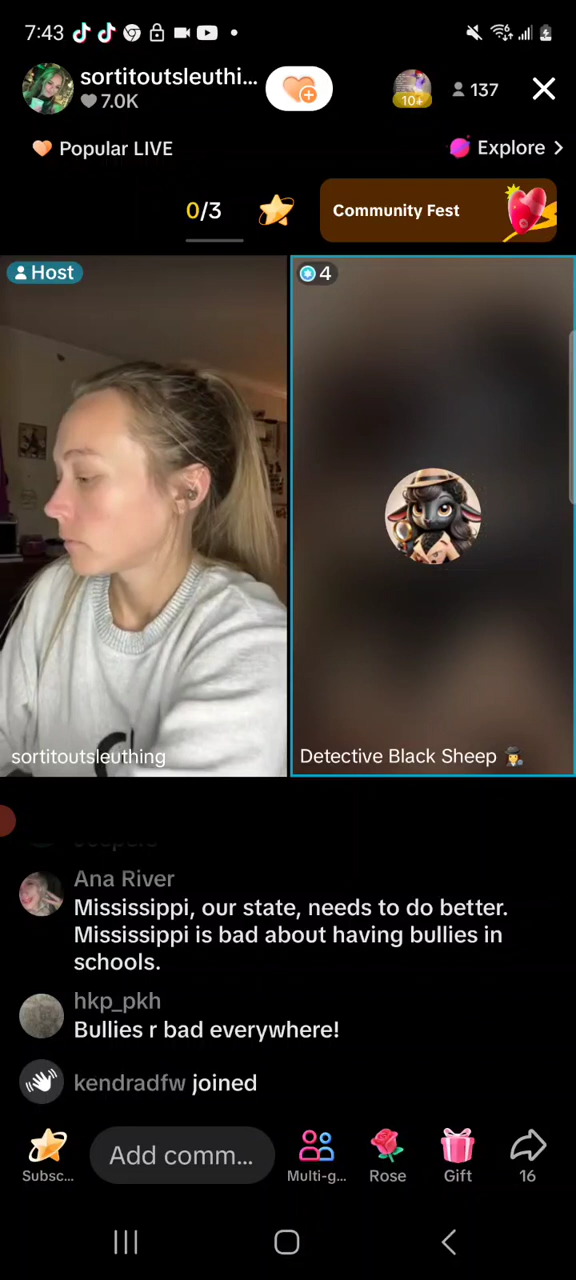 7:43
sortitoutsleuthi...
7.0K
10+
137
Popular LIVE
Explore >
0/3
Community Fest
Host
4
sortitoutsleuthing
Detective Black Sheep
Ana River
Mississippi, our state, needs to do better.
Mississippi is bad about having bullies in
schools.
hkp_pkh
Bullies r bad everywhere!
kendradfw joined
Add comm...
Subsc...
Multi-g...
Rose
Gift
16